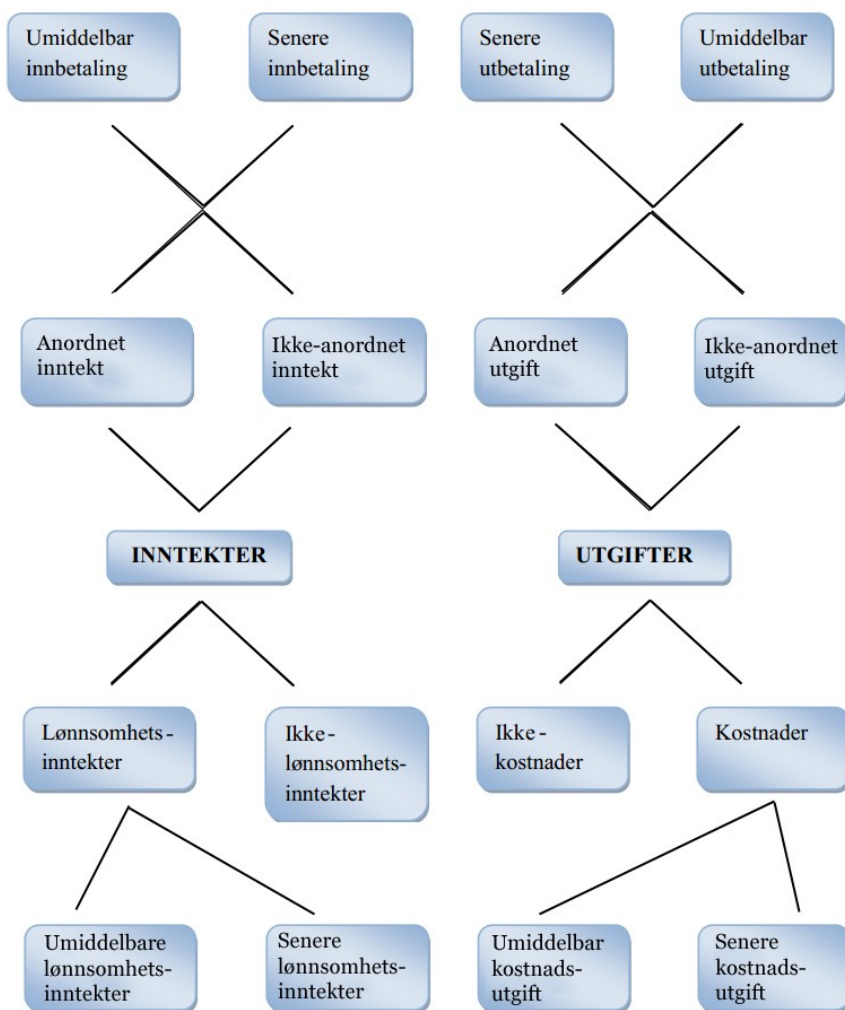 Umiddelbar
innbetaling
Senere
innbetaling
Senere
utbetaling
Umiddelbar
utbetaling
Anordnet
inntekt
Ikke-anordnet
inntekt
Anordnet
utgift
Ikke-anordnet
utgift
INNTEKTER
UTGIFTER
Lønnsomhets-
inntekter
Ikke-
lønnsomhets-
inntekter
Ikke-
kostnader
Kostnader
Umiddelbare
lønnsomhets-
inntekter
Senere
lønnsomhets-
inntekter
Umiddelbar
kostnads-
utgift
Senere
kostnads-
utgift